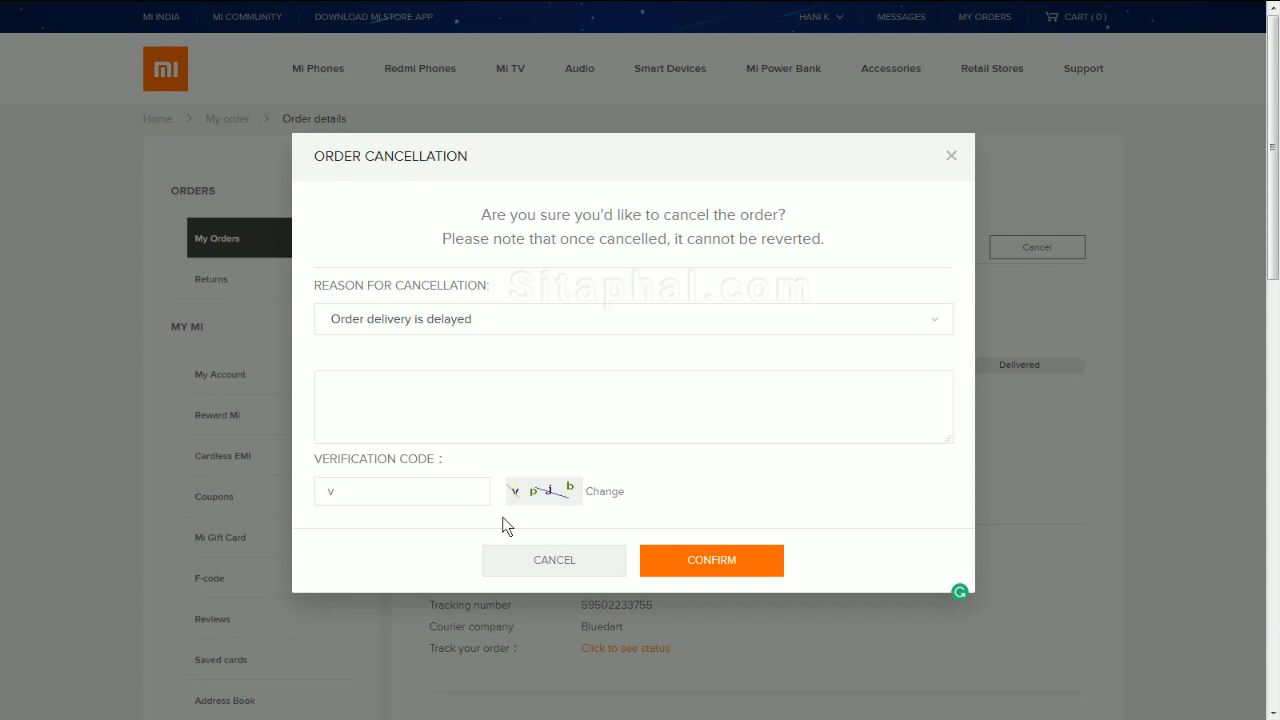 MI INDIA MI COMMUNITY DOWNLOAD MI STORE APP HANI K MESSAGES MY ORDERS CART ( 0 )
Mi Phones Redmi Phones Mi TV Audio Smart Devices Mi Power Bank Accessories Retail Stores Support
Home My order Order details
ORDER CANCELLATION
Are you sure you'd like to cancel the order?
Please note that once cancelled, it cannot be reverted.
Sitaphal.com
REASON FOR CANCELLATION:
Order delivery is delayed
VERIFICATION CODE :
v
v p j b Change
CANCEL CONFIRM
ORDERS
My Orders
Returns
MY MI
My Account
Reward Mi
Cardless EMI
Coupons
Mi Gift Card
F-code
Reviews
Saved cards
Address Book
Cancel
Delivered
Tracking number 59502233755
Courier company Bluedart
Track your order : Click to see status